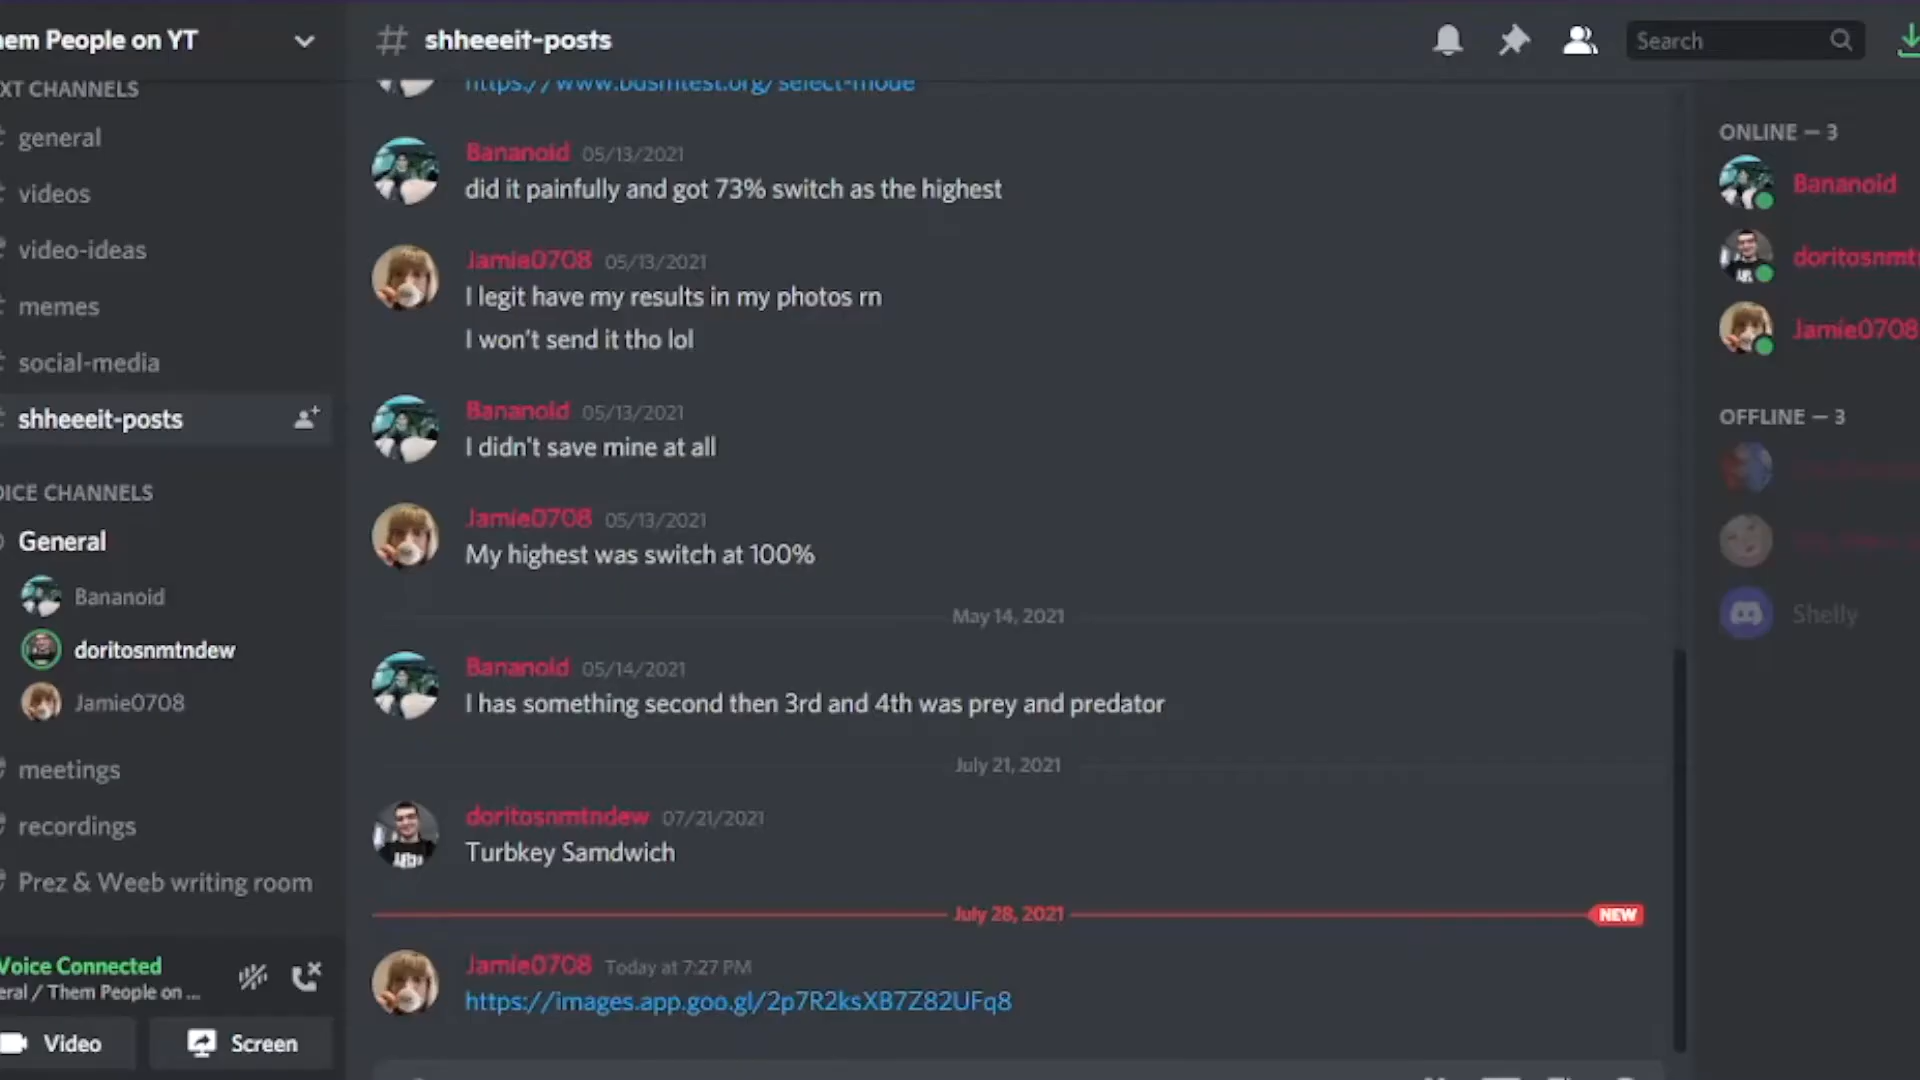 hem People on YT
shheeeit-posts
Search
XT CHANNELS
general
videos
video-ideas
memes
social-media
shheeeit-posts
OICE CHANNELS
General
Bananoid
doritosnmtndew
Jamie0708
meetings
recordings
Prez & Weeb writing room
Voice Connected
eral / Them People on ...
Video
Screen
https://www.bdsmtest.org/select-mode
Bananoid 05/13/2021
did it painfully and got 73% switch as the highest
Jamie0708 05/13/2021
I legit have my results in my photos rn
I won't send it tho lol
Bananoid 05/13/2021
I didn't save mine at all
Jamie0708 05/13/2021
My highest was switch at 100%
May 14, 2021
Bananoid 05/14/2021
I has something second then 3rd and 4th was prey and predator
July 21, 2021
doritosnmtndew 07/21/2021
Turbkey Samdwich
July 28, 2021 NEW
Jamie0708 Today at 7:27 PM
https://images.app.goo.gl/2p7R2ksXB7Z82UFq8
ONLINE — 3
Bananoid
doritosnmt
Jamie0708
OFFLINE — 3
Shelly